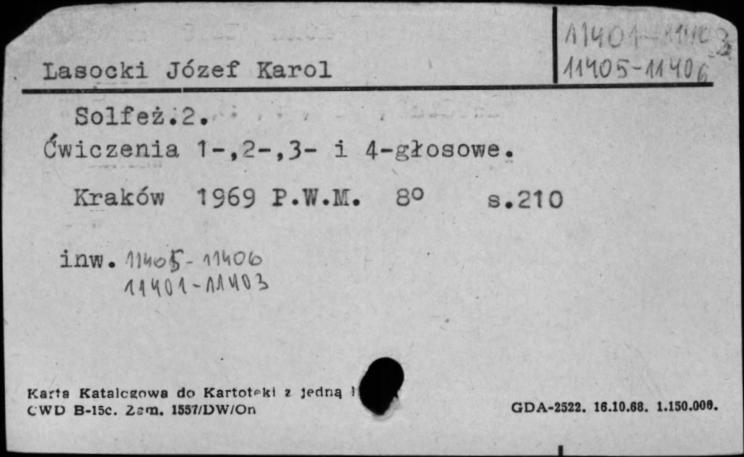 11401-11403
Lasocki Józef Karol
11405-11406
Solfeż.2.
Ćwiczenia 1-,2-,3- i 4-głosowe.
Kraków 1969 P.W.M. 8º s.210
inw. 11405-11406
11401-11403
Karta Katalogowa do Kartoteki z jedną
CWD B-15c. Zam. 1557/DW/On
GDA-2522. 16.10.68. 1.150.000.